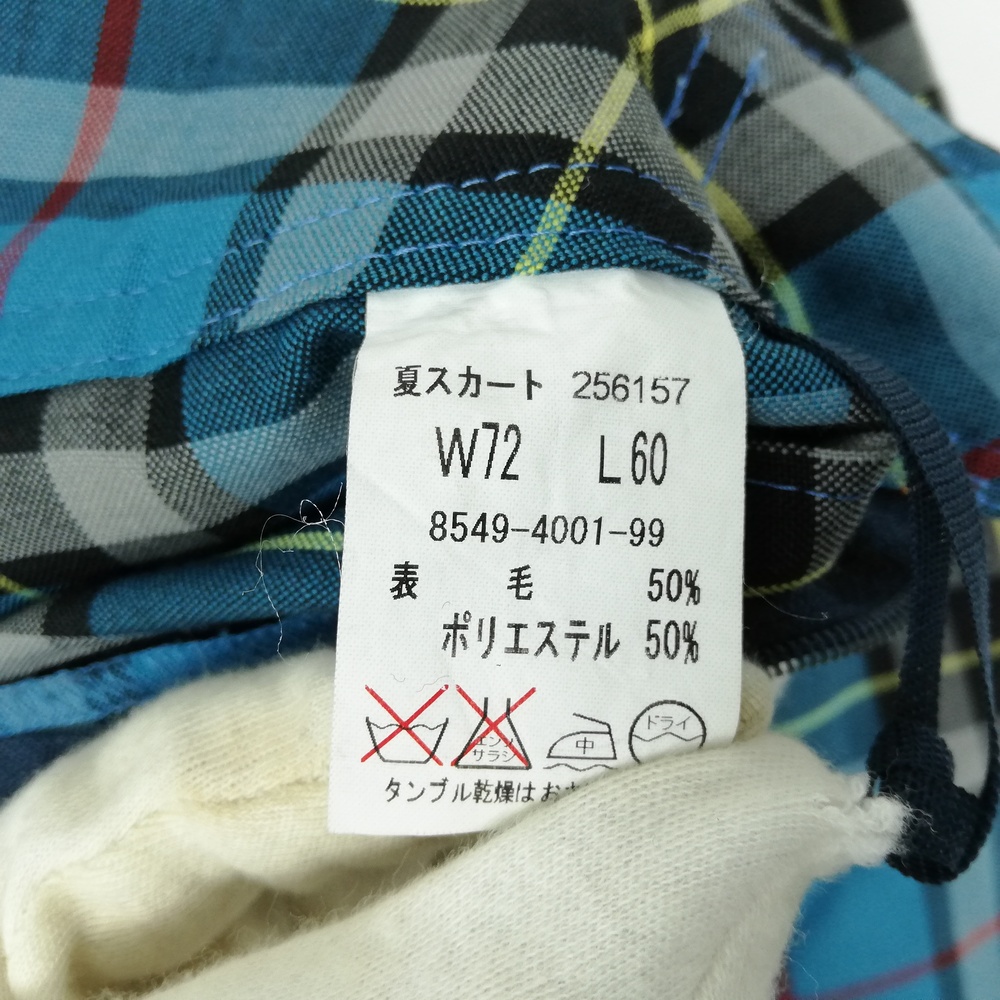 夏スカート 256157
W72 L60
8549-4001-99
表 毛 50%
ポリエステル 50%
エンソ サラシ 中 ドライ
タンブル乾燥はお